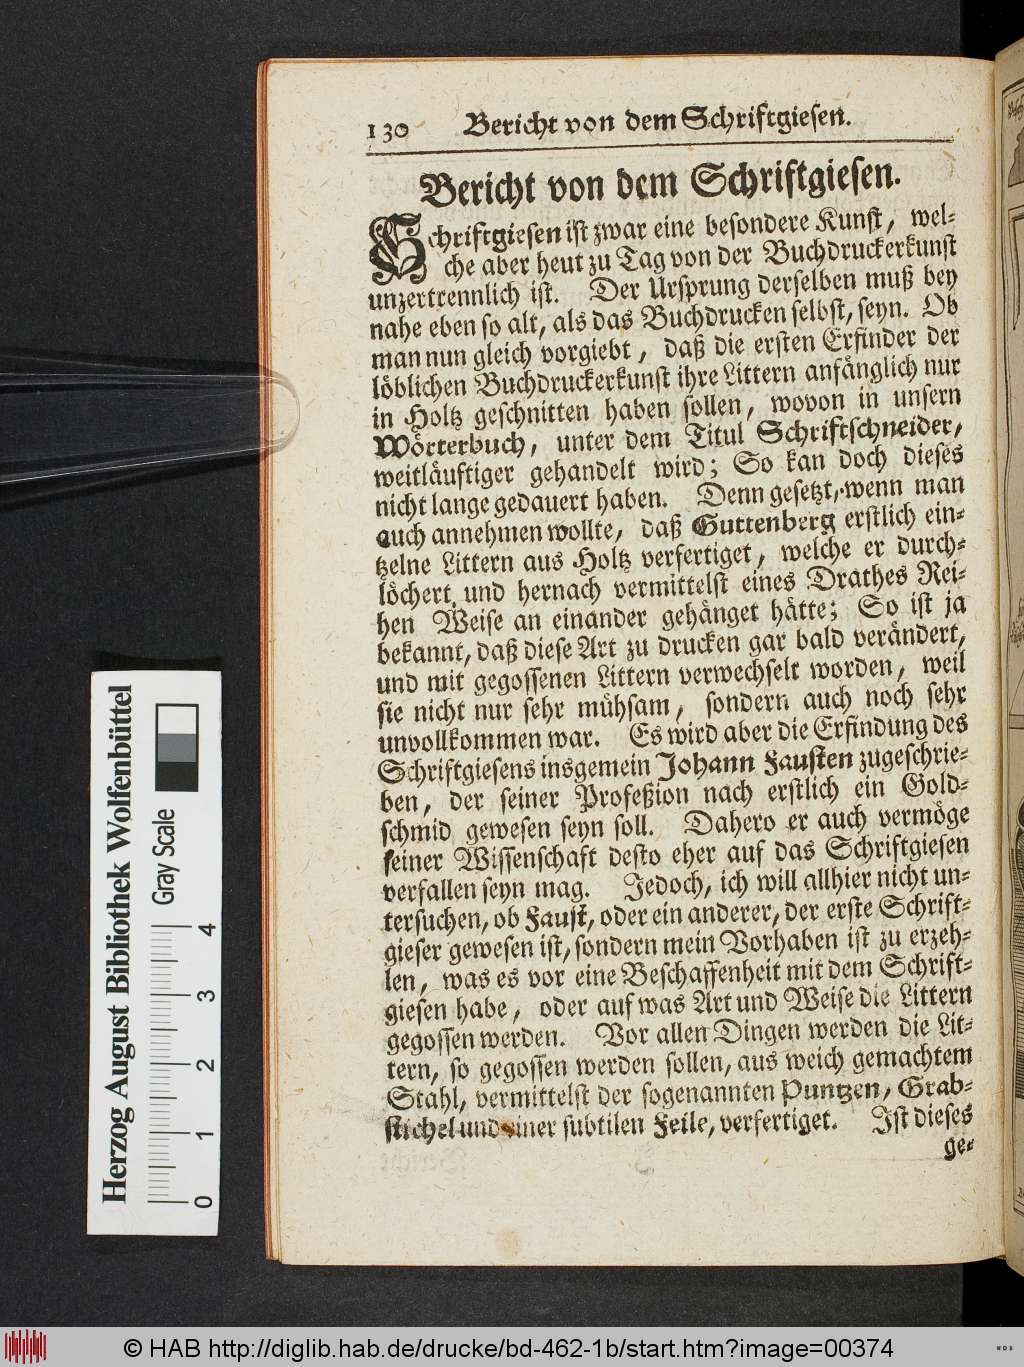 130 Bericht von dem Schriftgiesen.
Bericht von dem Schriftgiesen.
Schriftgiesen ist zwar eine besondere Kunst, wel-
che aber heut zu Tag von der Buchdruckerkunst
unzertrennlich ist. Der Ursprung derselben muß bey
nahe eben so alt, als das Buchdrucken selbst, seyn. Ob
man nun gleich vorgiebt, daß die ersten Erfinder der
löblichen Buchdruckerkunst ihre Littern anfänglich nur
in Holtz geschnitten haben sollen, wovon in unsern
Wörterbuch, unter dem Titul Schriftschneider,
weitläuftiger gehandelt wird; So kan doch dieses
nicht lange gedauert haben. Denn gesetzt, wenn man
auch annehmen wollte, daß Guttenberg erstlich ein-
tzelne Littern aus Holtz verfertiget, welche er durch-
löchert, und hernach vermittelst eines Drathes Rei-
hen Weise an einander gehänget hätte; So ist ja
bekannt, daß diese Art zu drucken gar bald verändert,
und mit gegossenen Littern verwechselt worden, weil
sie nicht nur sehr mühsam, sondern auch noch sehr
unvollkommen war. Es wird aber die Erfindung des
Schriftgiesens insgemein Johann Fausten zugeschrie-
ben, der seiner Profeßion nach erstlich ein Gold-
schmid gewesen seyn soll. Dahero er auch vermöge
seiner Wissenschaft desto eher auf das Schriftgiesen
verfallen seyn mag. Jedoch, ich will allhier nicht un-
tersuchen, ob Faust, oder ein anderer, der erste Schrift-
gieser gewesen ist, sondern mein Vorhaben ist zu erzeh-
len, was es vor eine Beschaffenheit mit dem Schrift-
giesen habe, oder auf was Art und Weise die Littern
gegossen werden. Vor allen Dingen werden die Lit-
tern, so gegossen werden sollen, aus weich gemachtem
Stahl, vermittelst der sogenannten Puntzen, Grab-
stichel und einer subtilen Feile, verfertiget. Ist dieses
ge-
Herzog August Bibliothek Wolfenbüttel
Gray Scale
0 1 2 3 4
© HAB http://diglib.hab.de/drucke/bd-462-1b/start.htm?image=00374